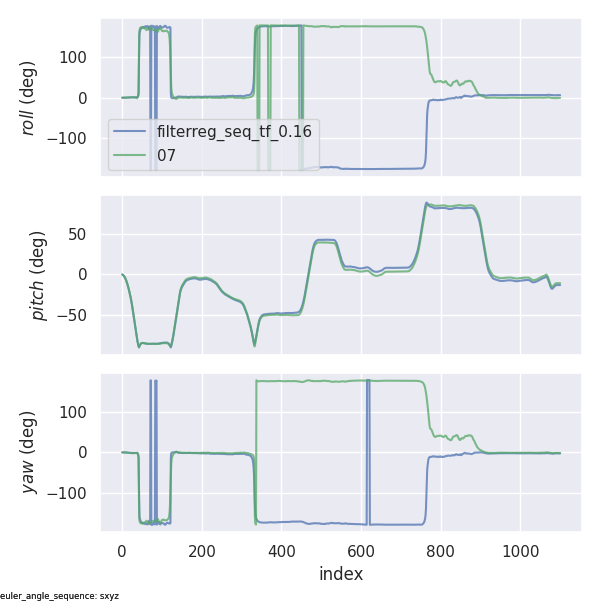 100
0
−100
roll (deg)
filterreg_seq_tf_0.16
07
50
0
−50
pitch (deg)
100
0
−100
yaw (deg)
0 200 400 600 800 1000
index
euler_angle_sequence: sxyz